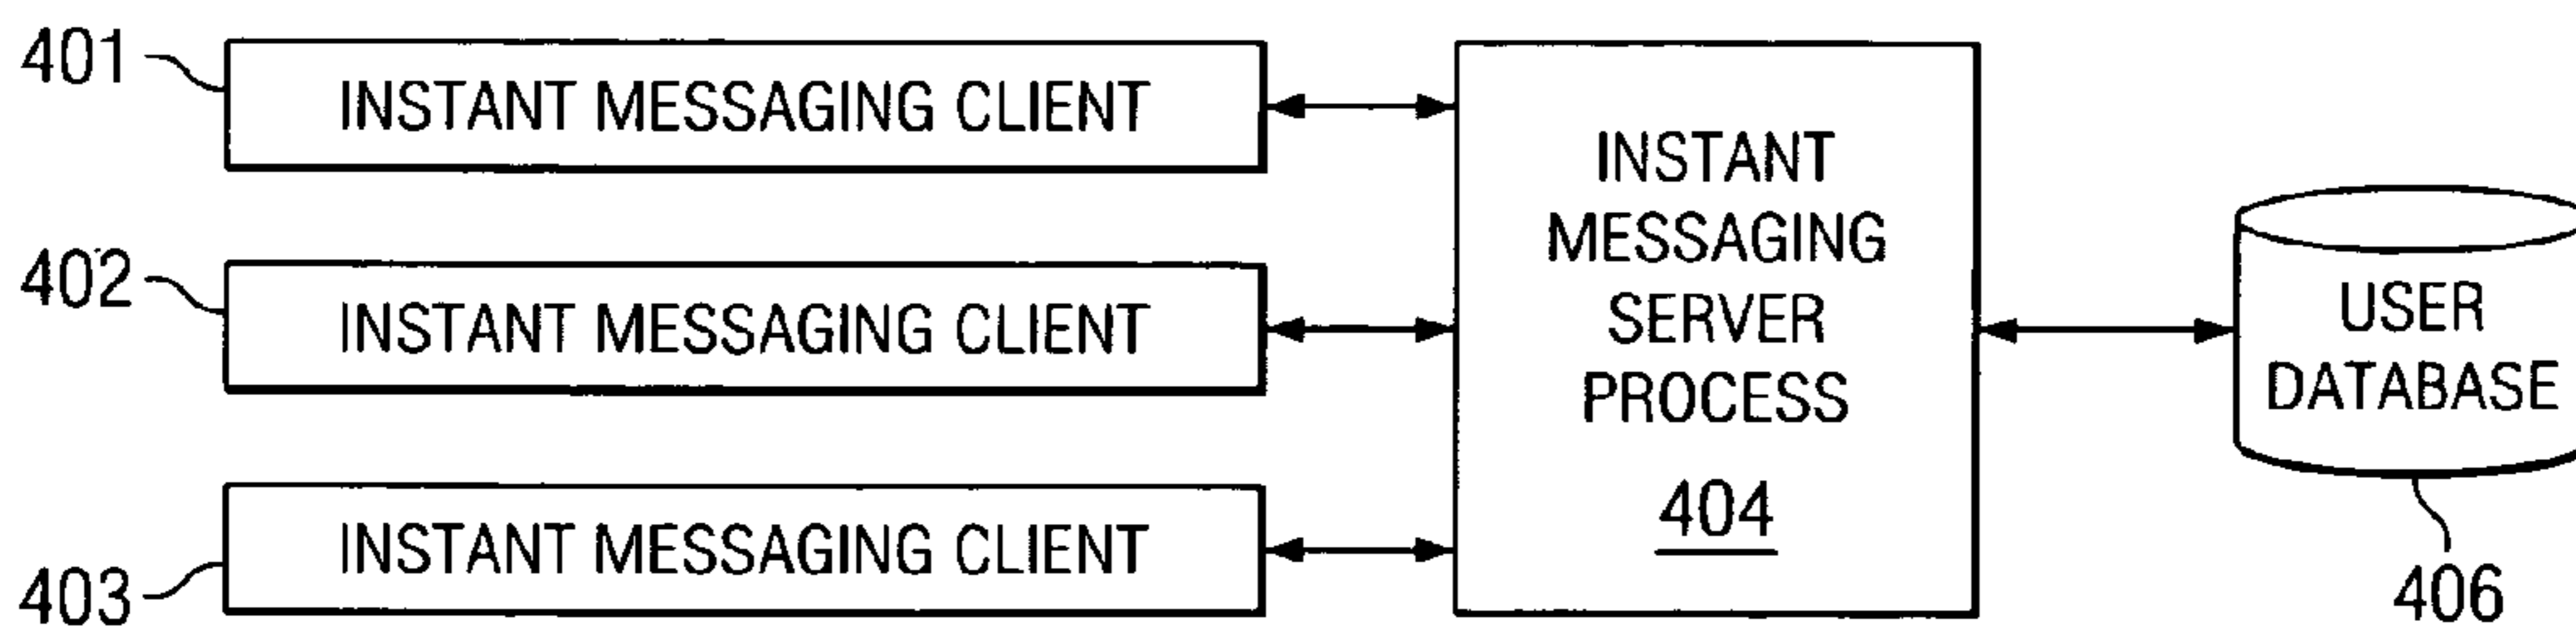 401
INSTANT MESSAGING CLIENT
402
INSTANT MESSAGING CLIENT
403
INSTANT MESSAGING CLIENT
INSTANT
MESSAGING
SERVER
PROCESS
404
USER
DATABASE
406